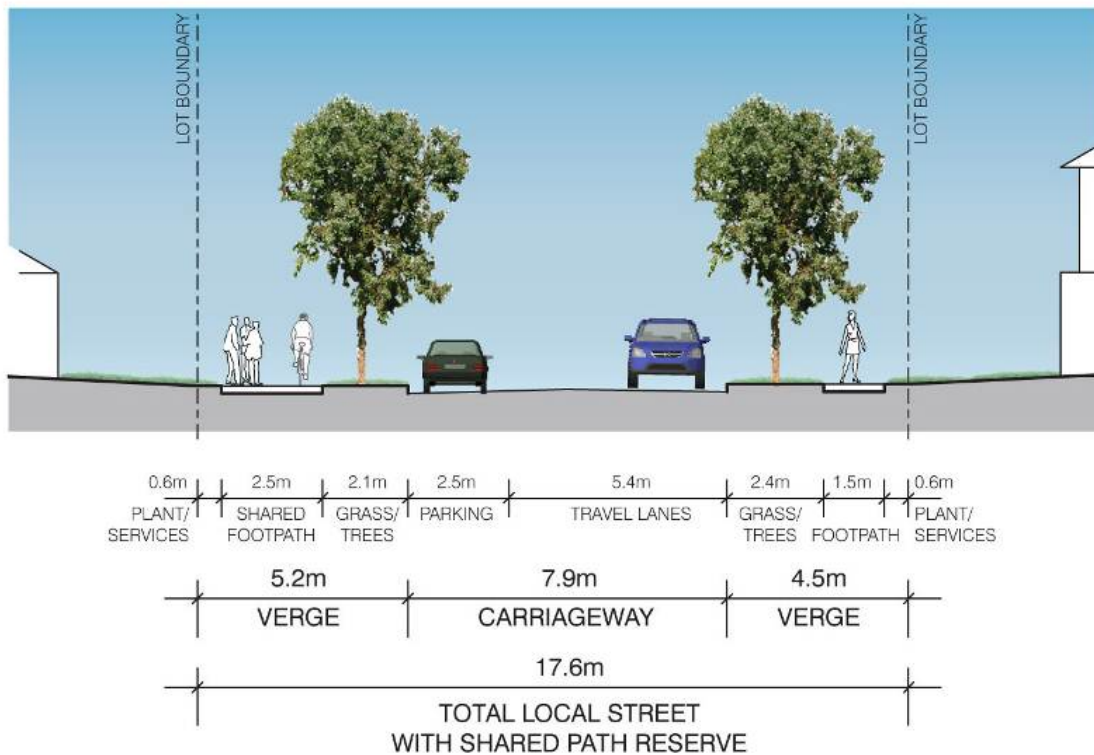 LOT BOUNDARY
LOT BOUNDARY
0.6m 2.5m 2.1m 2.5m 5.4m 2.4m 1.5m 0.6m
PLANT/ SHARED GRASS/ PARKING TRAVEL LANES GRASS/ PLANT/
SERVICES FOOTPATH TREES TREES FOOTPATH SERVICES
5.2m 7.9m 4.5m
VERGE CARRIAGEWAY VERGE
17.6m
TOTAL LOCAL STREET
WITH SHARED PATH RESERVE